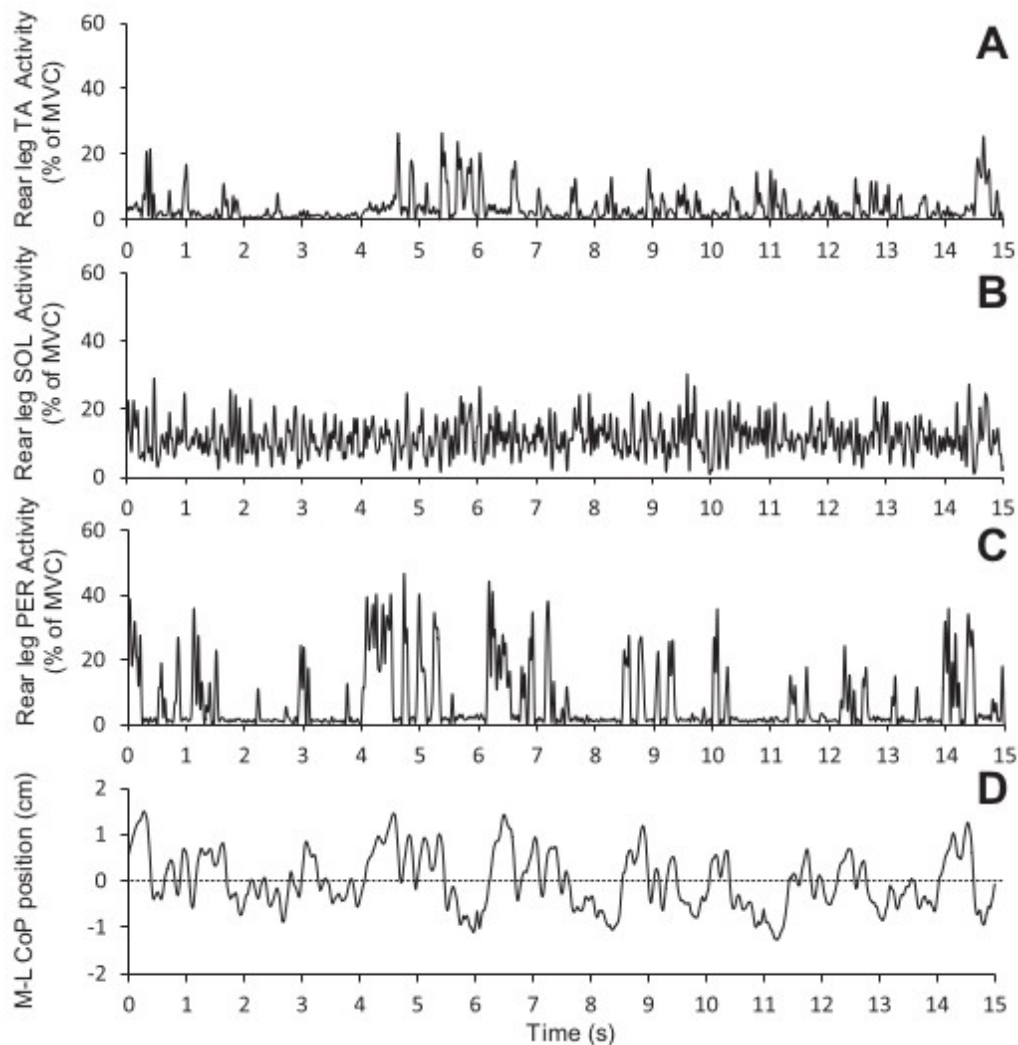 A
Rear leg TA Activity
(% of MVC)
60
40
20
0
0 1 2 3 4 5 6 7 8 9 10 11 12 13 14 15
B
Rear leg SOL Activity
(% of MVC)
60
40
20
0
0 1 2 3 4 5 6 7 8 9 10 11 12 13 14 15
C
Rear leg PER Activity
(% of MVC)
60
40
20
0
0 1 2 3 4 5 6 7 8 9 10 11 12 13 14 15
D
M-L CoP position (cm)
2
1
0
-1
-2
0 1 2 3 4 5 6 7 8 9 10 11 12 13 14 15
Time (s)